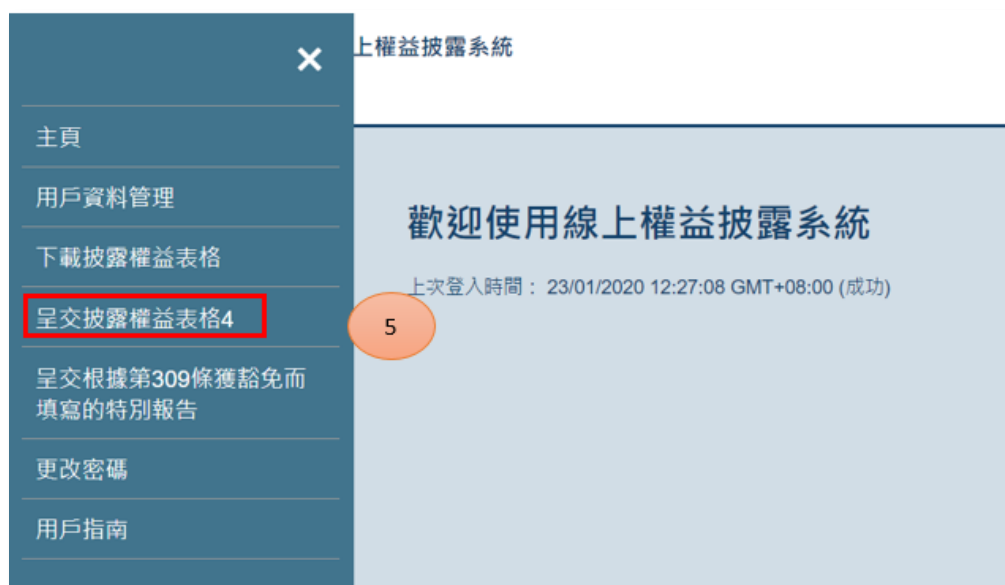 上權益披露系統
主頁
用戶資料管理
下載披露權益表格
呈交披露權益表格4
5
呈交根據第309條獲豁免而
填寫的特別報告
更改密碼
用戶指南
歡迎使用線上權益披露系統
上次登入時間： 23/01/2020 12:27:08 GMT+08:00 (成功)